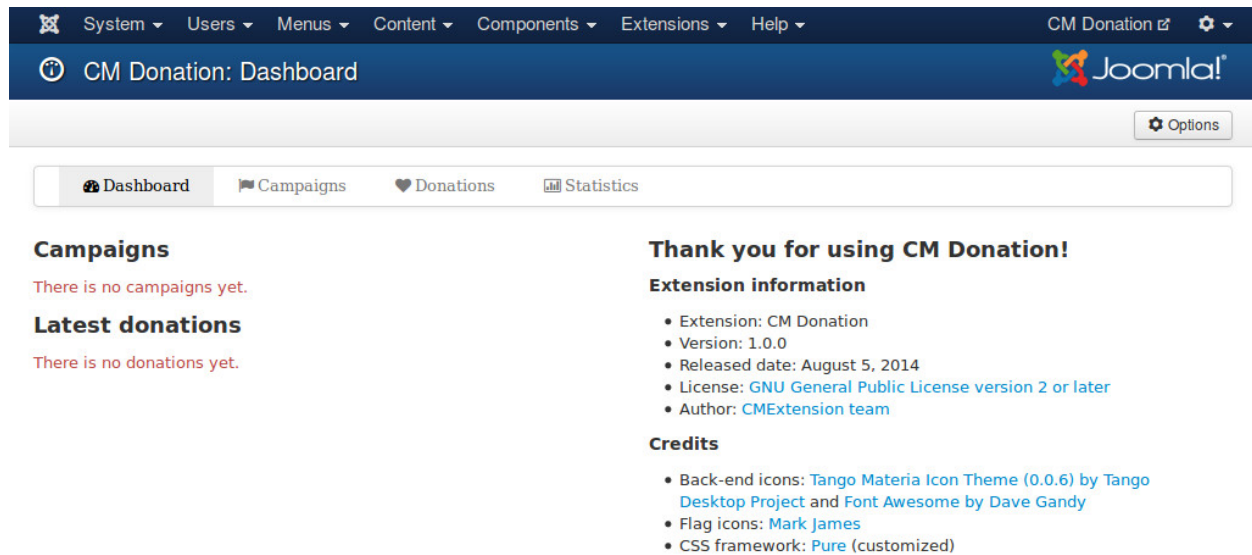 System Users Menus Content Components Extensions Help CM Donation
CM Donation: Dashboard Joomla!
Options
Dashboard Campaigns Donations Statistics
Campaigns
There is no campaigns yet.
Latest donations
There is no donations yet.
Thank you for using CM Donation!
Extension information
• Extension: CM Donation
• Version: 1.0.0
• Released date: August 5, 2014
• License: GNU General Public License version 2 or later
• Author: CMExtension team
Credits
• Back-end icons: Tango Materia Icon Theme (0.0.6) by Tango
Desktop Project and Font Awesome by Dave Gandy
• Flag icons: Mark James
• CSS framework: Pure (customized)